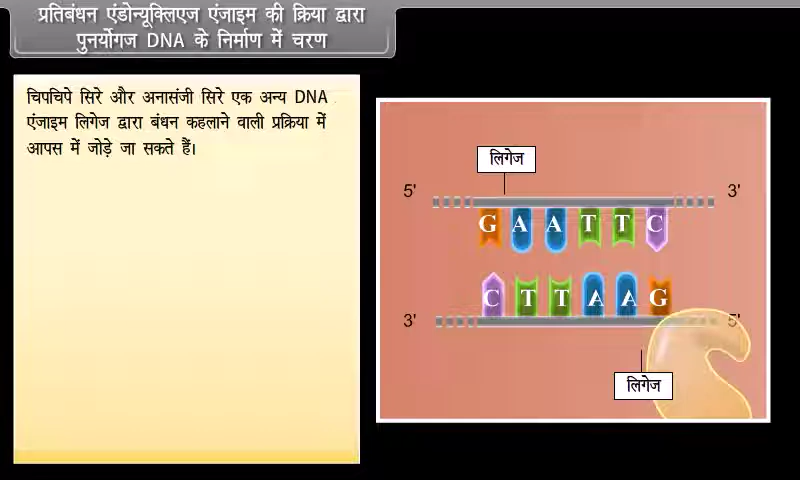 प्रतिबंधन एंडोन्यूक्लिएज एंजाइम की क्रिया द्वारा
पुनर्योगज DNA के निर्माण में चरण
चिपचिपे सिरे और अनासंजी सिरे एक अन्य DNA
एंजाइम लिगेज द्वारा बंधन कहलाने वाली प्रक्रिया में
आपस में जोड़े जा सकते हैं।
लिगेज
5' 3'
G A A T T C
C T T A A G
3' 5'
लिगेज